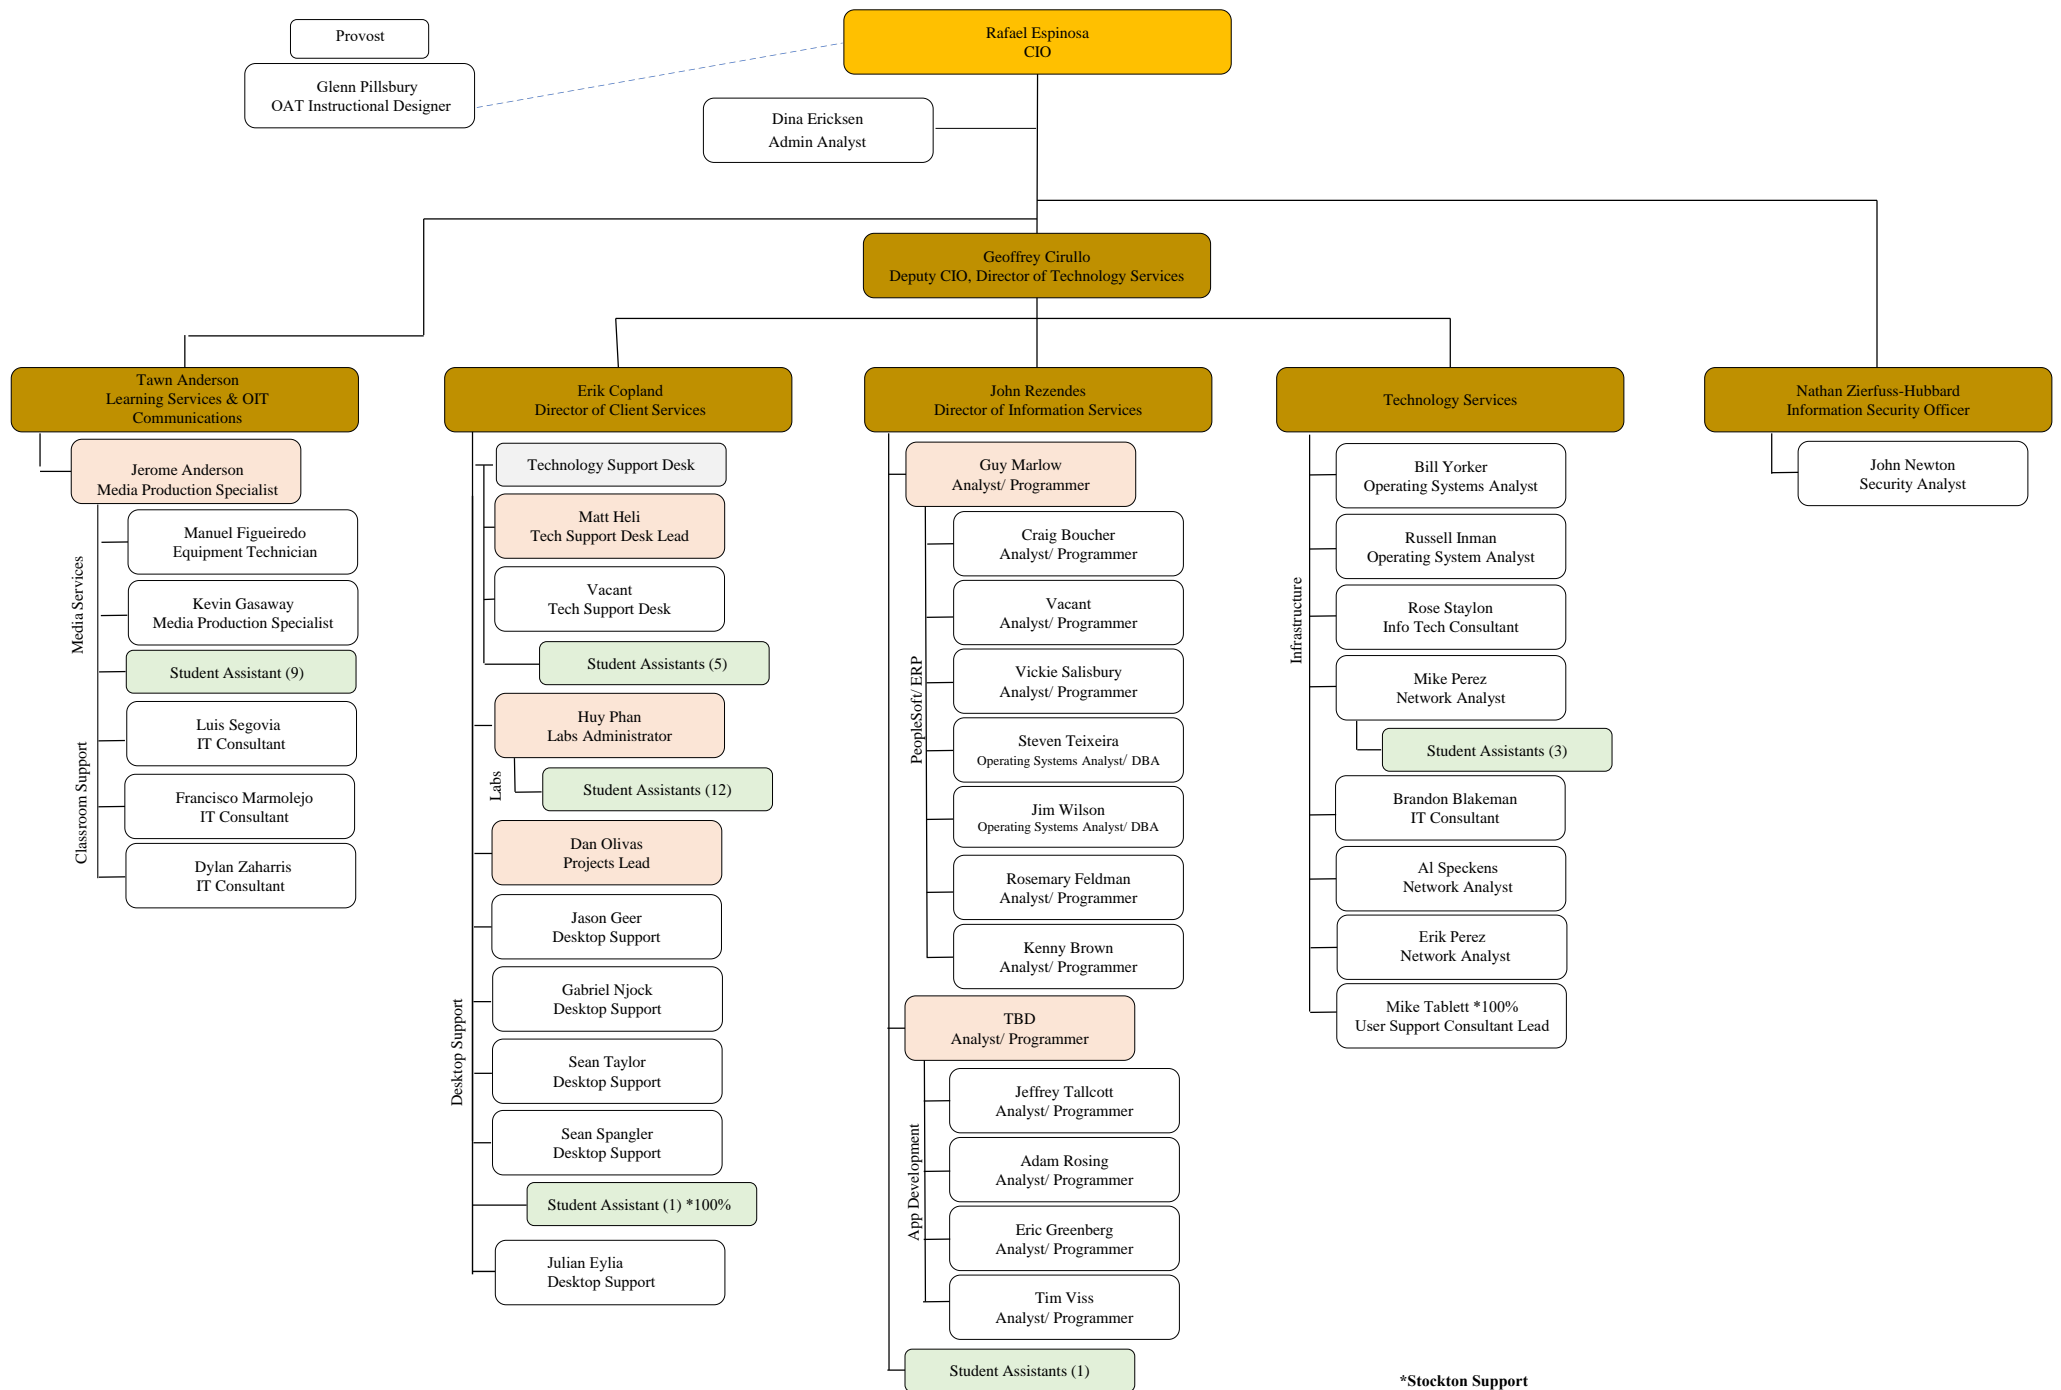 Provost
Glenn Pillsbury
OAT Instructional Designer
Rafael Espinosa
CIO
Dina Ericksen
Admin Analyst
Geoffrey Cirullo
Deputy CIO, Director of Technology Services
Tawn Anderson
Learning Services & OIT
Communications
Jerome Anderson
Media Production Specialist
Media Services
Manuel Figueiredo
Equipment Technician
Kevin Gasaway
Media Production Specialist
Student Assistant (9)
Classroom Support
Luis Segovia
IT Consultant
Francisco Marmolejo
IT Consultant
Dylan Zaharris
IT Consultant
Erik Copland
Director of Client Services
Technology Support Desk
Matt Heli
Tech Support Desk Lead
Vacant
Tech Support Desk
Student Assistants (5)
Huy Phan
Labs Administrator
Labs
Student Assistants (12)
Dan Olivas
Projects Lead
Desktop Support
Jason Geer
Desktop Support
Gabriel Njock
Desktop Support
Sean Taylor
Desktop Support
Sean Spangler
Desktop Support
Student Assistant (1) *100%
Julian Eylia
Desktop Support
John Rezendes
Director of Information Services
Guy Marlow
Analyst/ Programmer
PeopleSoft/ ERP
Craig Boucher
Analyst/ Programmer
Vacant
Analyst/ Programmer
Vickie Salisbury
Analyst/ Programmer
Steven Teixeira
Operating Systems Analyst/ DBA
Jim Wilson
Operating Systems Analyst/ DBA
Rosemary Feldman
Analyst/ Programmer
Kenny Brown
Analyst/ Programmer
TBD
Analyst/ Programmer
App Development
Jeffrey Tallcott
Analyst/ Programmer
Adam Rosing
Analyst/ Programmer
Eric Greenberg
Analyst/ Programmer
Tim Viss
Analyst/ Programmer
Student Assistants (1)
Technology Services
Infrastructure
Bill Yorker
Operating Systems Analyst
Russell Inman
Operating System Analyst
Rose Staylon
Info Tech Consultant
Mike Perez
Network Analyst
Student Assistants (3)
Brandon Blakeman
IT Consultant
Al Speckens
Network Analyst
Erik Perez
Network Analyst
Mike Tablett *100%
User Support Consultant Lead
Nathan Zierfuss-Hubbard
Information Security Officer
John Newton
Security Analyst
*Stockton Support